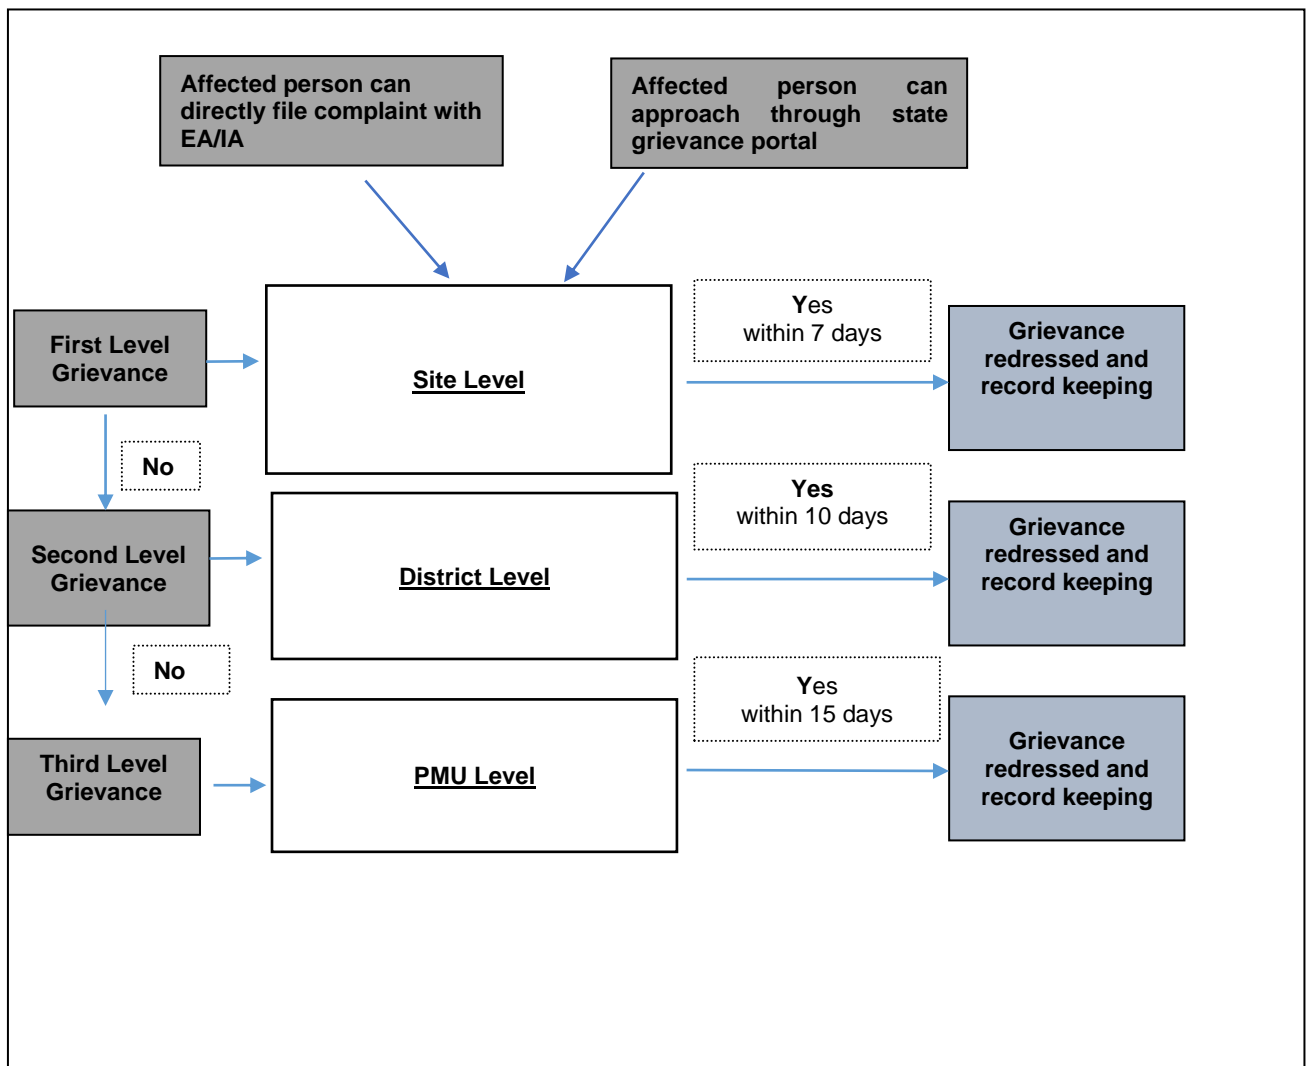 Affected person can
directly file complaint with
EA/IA
Affected person can
approach through state
grievance portal
First Level
Grievance
Site Level
Yes
within 7 days
Grievance
redressed and
record keeping
No
Second Level
Grievance
District Level
Yes
within 10 days
Grievance
redressed and
record keeping
No
Third Level
Grievance
PMU Level
Yes
within 15 days
Grievance
redressed and
record keeping